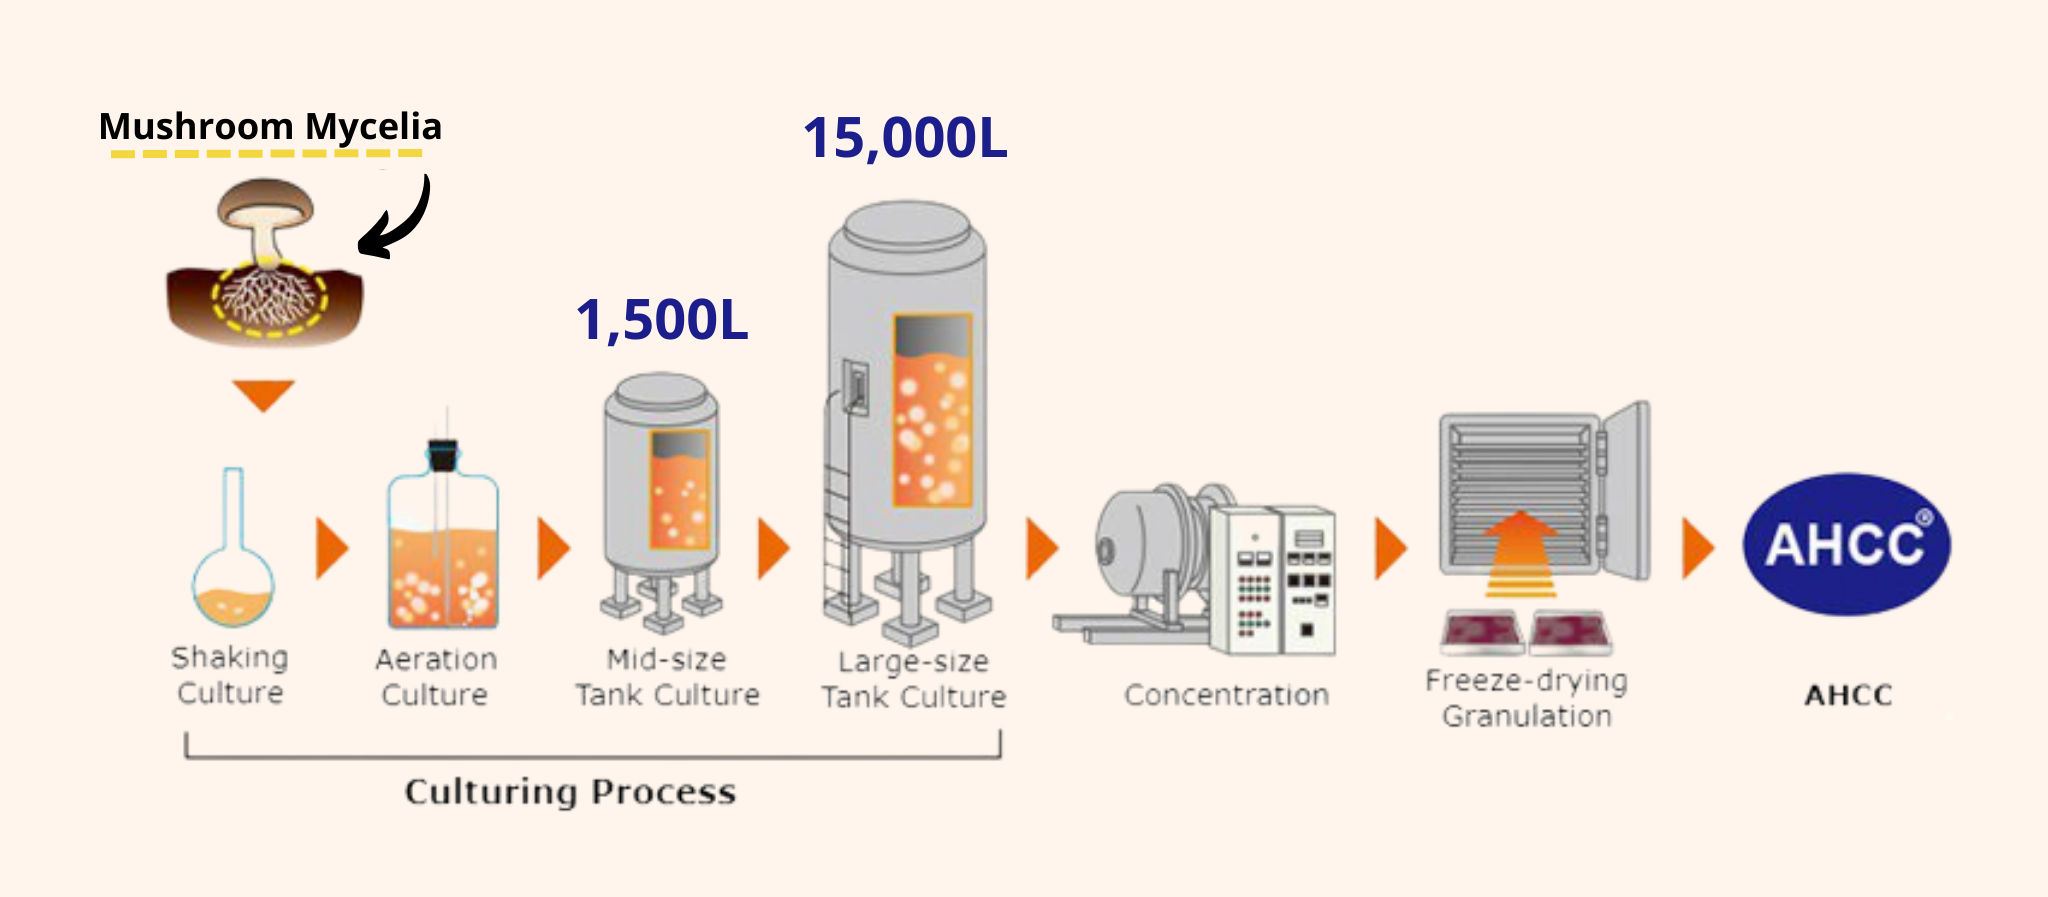 Mushroom Mycelia
15,000L
1,500L
Shaking
Culture
Aeration
Culture
Mid-size
Tank Culture
Large-size
Tank Culture
Concentration
Freeze-drying
Granulation
AHCC®
AHCC
Culturing Process